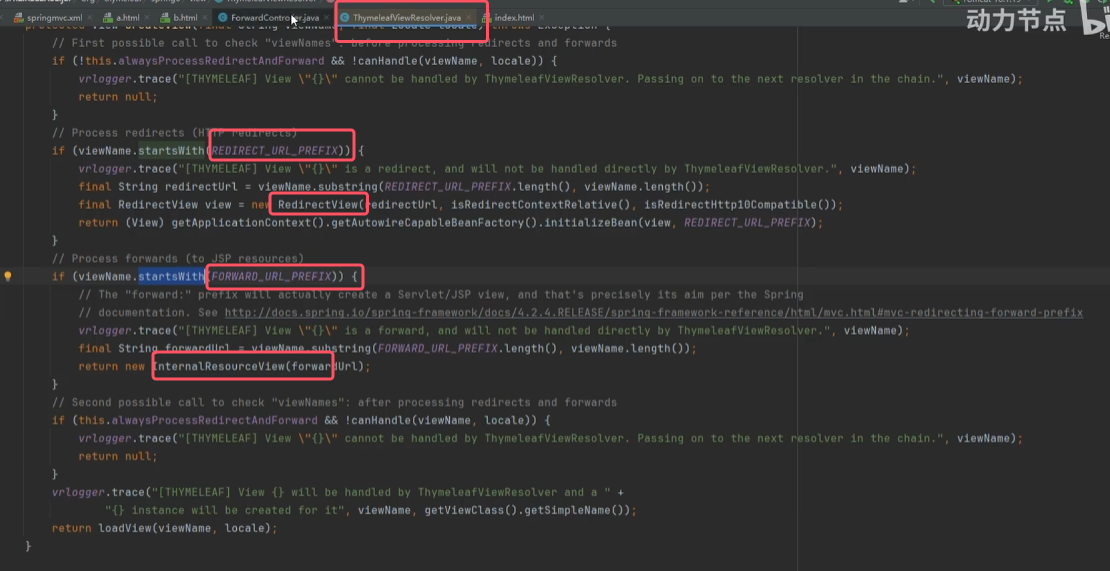 springmvc.xml a.html b.html ForwardController.java ThymeleafViewResolver.java index.html
动力节点
// First possible call to check "viewNames": before processing redirects and forwards
if (!this.alwaysProcessRedirectAndForward && !canHandle(viewName, locale)) {
vrlogger.trace("[THYMELEAF] View \"{}\" cannot be handled by ThymeleafViewResolver. Passing on to the next resolver in the chain.", viewName);
return null;
}
// Process redirects (HTTP redirects)
if (viewName.startsWith(REDIRECT_URL_PREFIX)) {
vrlogger.trace("[THYMELEAF] View \"{}\" is a redirect, and will not be handled directly by ThymeleafViewResolver.", viewName);
final String redirectUrl = viewName.substring(REDIRECT_URL_PREFIX.length(), viewName.length());
final RedirectView view = new RedirectView(redirectUrl, isRedirectContextRelative(), isRedirectHttp10Compatible());
return (View) getApplicationContext().getAutowireCapableBeanFactory().initializeBean(view, REDIRECT_URL_PREFIX);
}
// Process forwards (to JSP resources)
if (viewName.startsWith(FORWARD_URL_PREFIX)) {
// The "forward:" prefix will actually create a Servlet/JSP view, and that's precisely its aim per the Spring
// documentation. See http://docs.spring.io/spring-framework/docs/4.2.4.RELEASE/spring-framework-reference/html/mvc.html#mvc-redirecting-forward-prefix
vrlogger.trace("[THYMELEAF] View \"{}\" is a forward, and will not be handled directly by ThymeleafViewResolver.", viewName);
final String forwardUrl = viewName.substring(FORWARD_URL_PREFIX.length(), viewName.length());
return new InternalResourceView(forwardUrl);
}
// Second possible call to check "viewNames": after processing redirects and forwards
if (this.alwaysProcessRedirectAndForward && !canHandle(viewName, locale)) {
vrlogger.trace("[THYMELEAF] View \"{}\" cannot be handled by ThymeleafViewResolver. Passing on to the next resolver in the chain.", viewName);
return null;
}
vrlogger.trace("[THYMELEAF] View {} will be handled by ThymeleafViewResolver and a " +
"{} instance will be created for it", viewName, getViewClass().getSimpleName());
return loadView(viewName, locale);
}